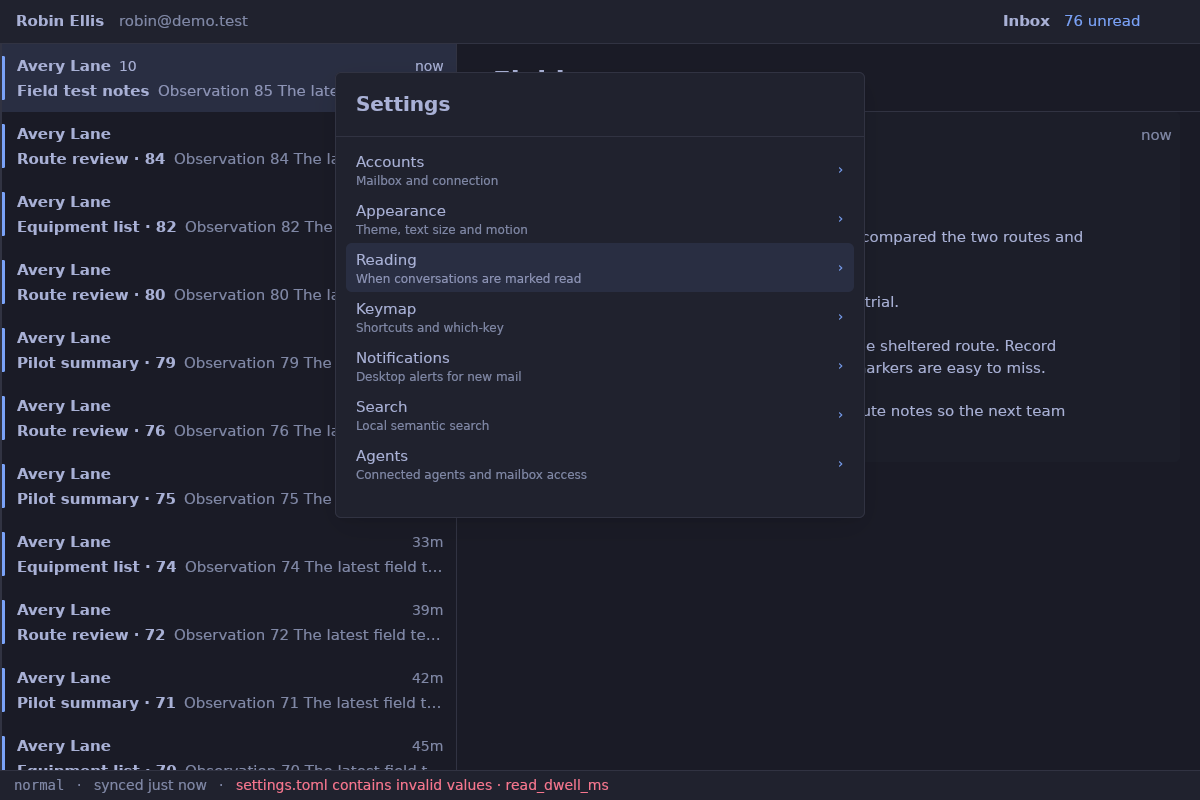 Robin Ellis robin@demo.test Inbox 76 unread
Avery Lane 10 now
Field test notes Observation 85 The late
Avery Lane
Route review · 84 Observation 84 The la
Avery Lane
Equipment list · 82 Observation 82 The
Avery Lane
Route review · 80 Observation 80 The la
Avery Lane
Pilot summary · 79 Observation 79 The
Avery Lane
Route review · 76 Observation 76 The la
Avery Lane
Pilot summary · 75 Observation 75 The
Avery Lane 33m
Equipment list · 74 Observation 74 The latest field t…
Avery Lane 39m
Route review · 72 Observation 72 The latest field te…
Avery Lane 42m
Pilot summary · 71 Observation 71 The latest field t…
Avery Lane 45m
Equipment list · 70 Observation 70 The latest field t…
Settings
Accounts
Mailbox and connection
›
Appearance
Theme, text size and motion
›
Reading
When conversations are marked read
›
Keymap
Shortcuts and which-key
›
Notifications
Desktop alerts for new mail
›
Search
Local semantic search
›
Agents
Connected agents and mailbox access
›
now
compared the two routes and
trial.
e sheltered route. Record
arkers are easy to miss.
ute notes so the next team
normal · synced just now · settings.toml contains invalid values · read_dwell_ms